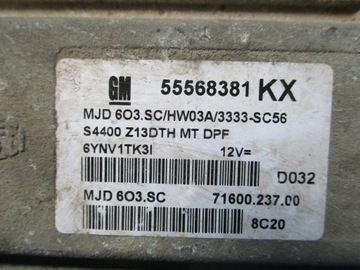 GM 55568381 KX
MJD 6O3.SC/HW03A/3333-SC56
S4400 Z13DTH MT DPF
6YNV1TK3I 12V=
D032
MJD 6O3.SC 71600.237.00
8C20